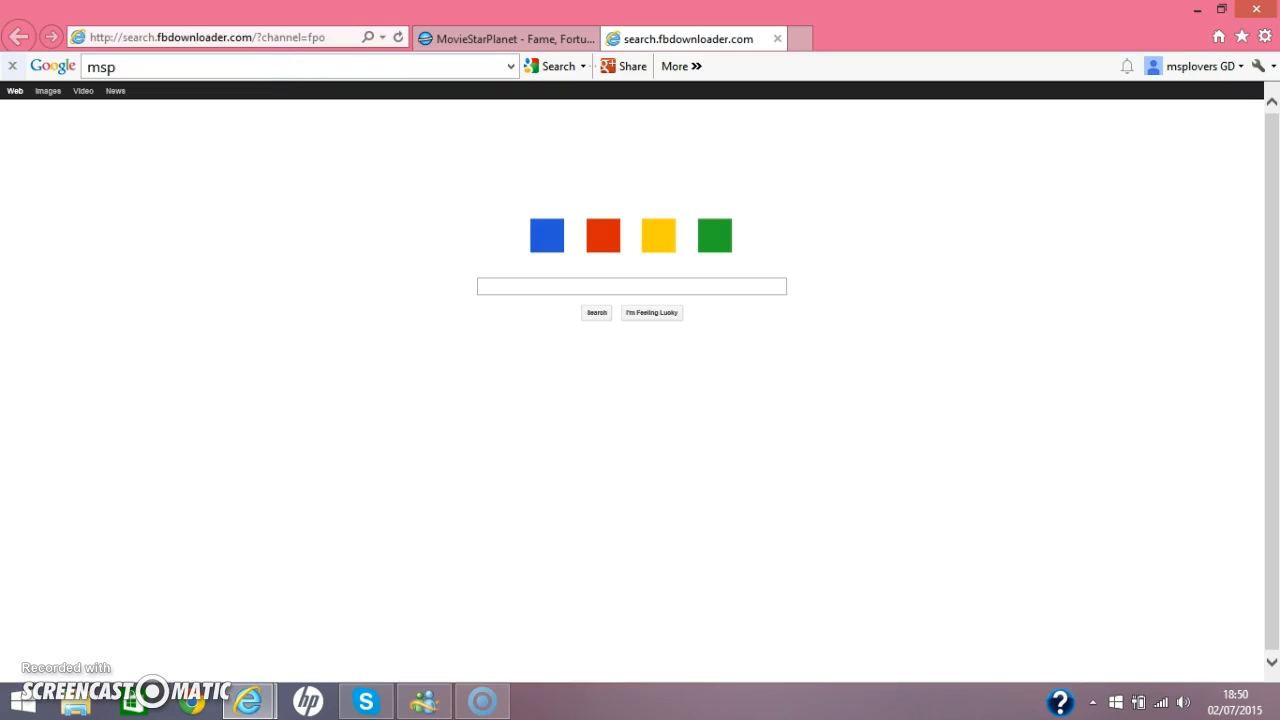 http://search.fbdownloader.com/?channel=fpo
MovieStarPlanet - Fame, Fortu...
search.fbdownloader.com
Google
msp
Search
Share
More
msplovers GD
Web Images Video News
Search
I'm Feeling Lucky
Recorded with
SCREENCAST MATIC
hp
S
?
18:50
02/07/2015